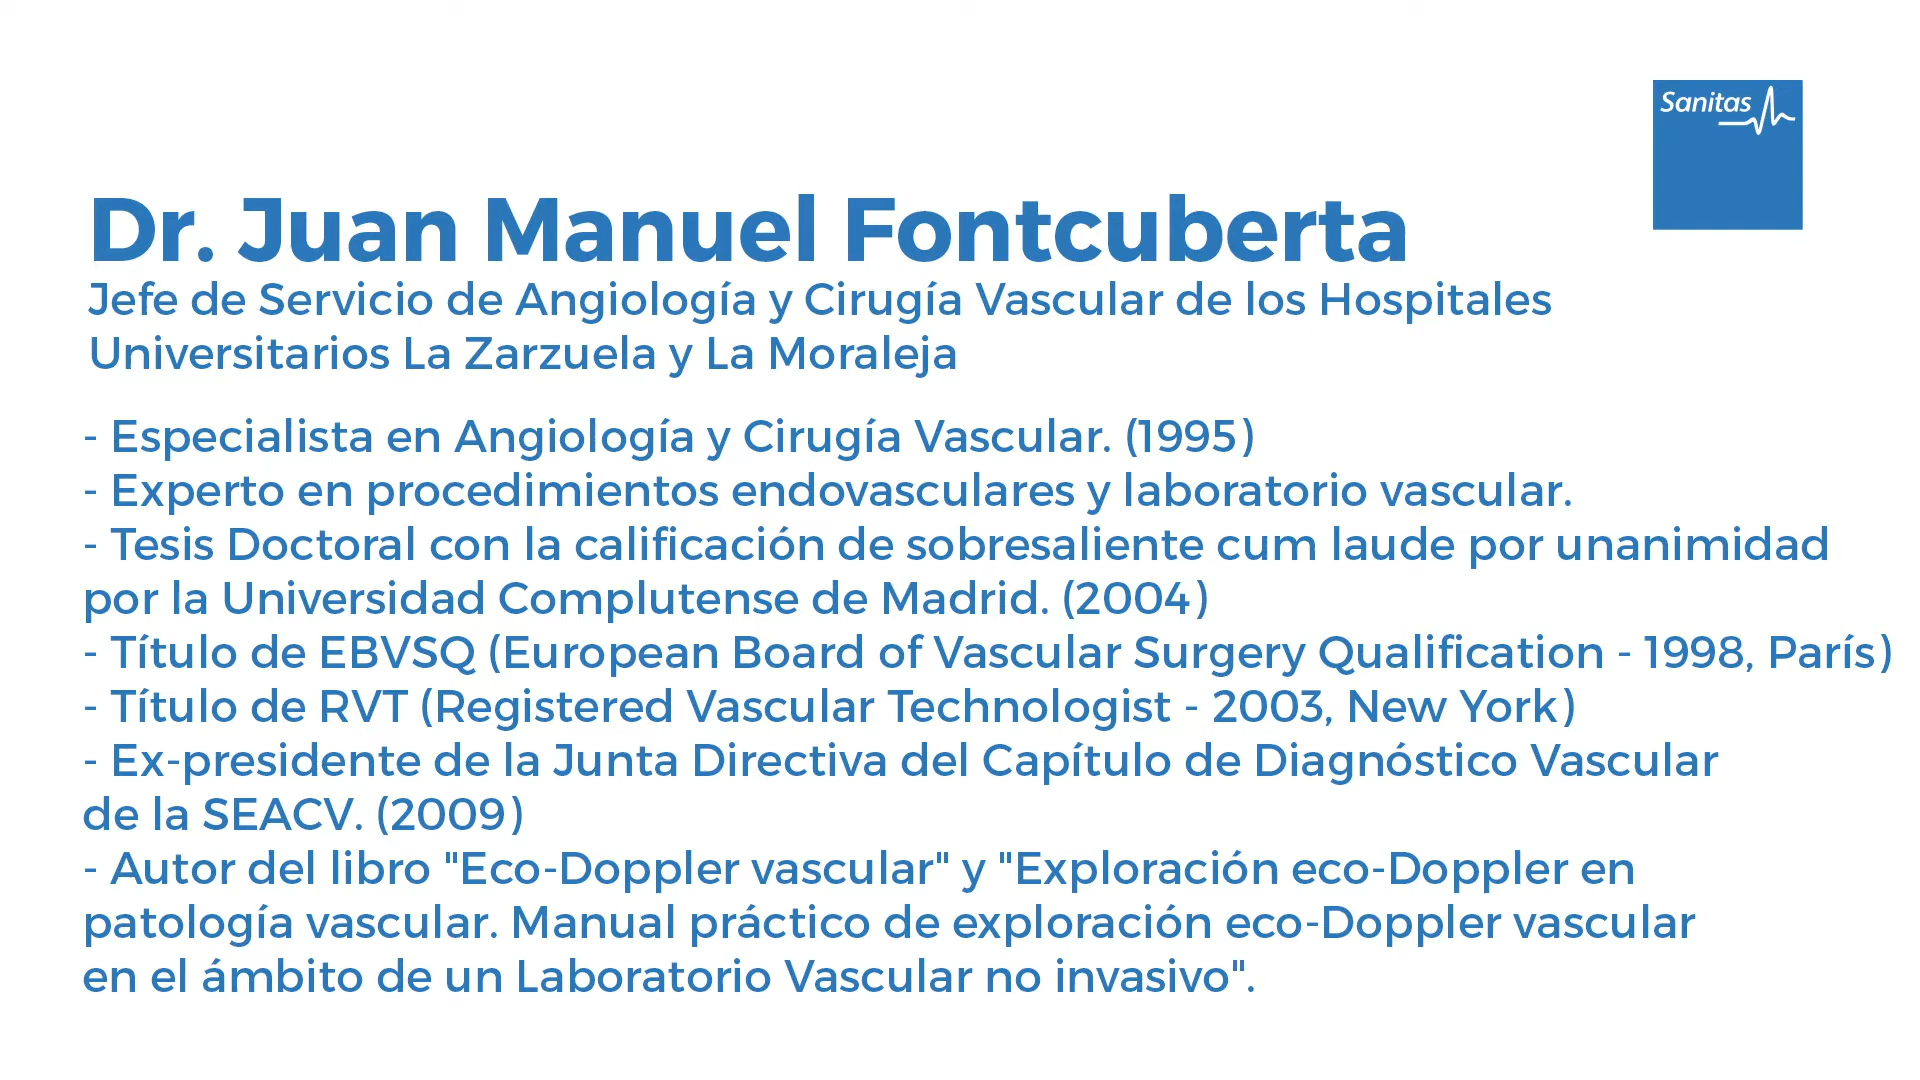 Sanitas
Dr. Juan Manuel Fontcuberta
Jefe de Servicio de Angiología y Cirugía Vascular de los Hospitales
Universitarios La Zarzuela y La Moraleja
- Especialista en Angiología y Cirugía Vascular. (1995)
- Experto en procedimientos endovasculares y laboratorio vascular.
- Tesis Doctoral con la calificación de sobresaliente cum laude por unanimidad
por la Universidad Complutense de Madrid. (2004)
- Título de EBVSQ (European Board of Vascular Surgery Qualification - 1998, París)
- Título de RVT (Registered Vascular Technologist - 2003, New York)
- Ex-presidente de la Junta Directiva del Capítulo de Diagnóstico Vascular
de la SEACV. (2009)
- Autor del libro "Eco-Doppler vascular" y "Exploración eco-Doppler en
patología vascular. Manual práctico de exploración eco-Doppler vascular
en el ámbito de un Laboratorio Vascular no invasivo".